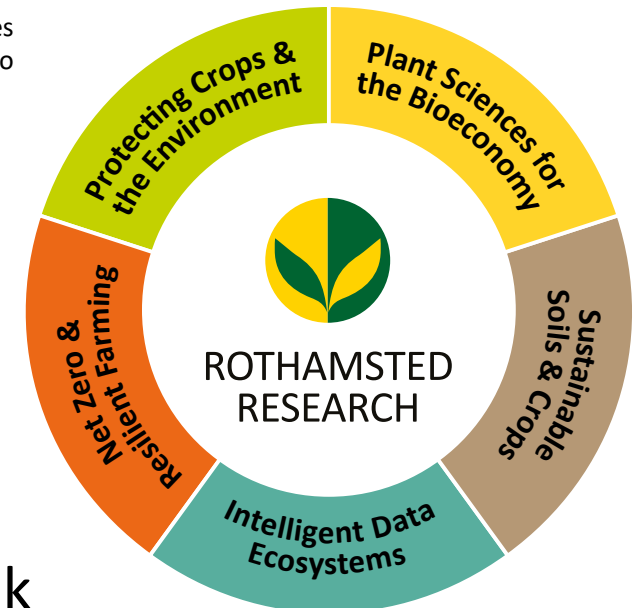 es
o
Protecting Crops &
the Environment
Plant Sciences for
the Bioeconomy
Sustainable
Soils & Crops
Intelligent Data
Ecosystems
Net Zero &
Resilient Farming
ROTHAMSTED
RESEARCH
k